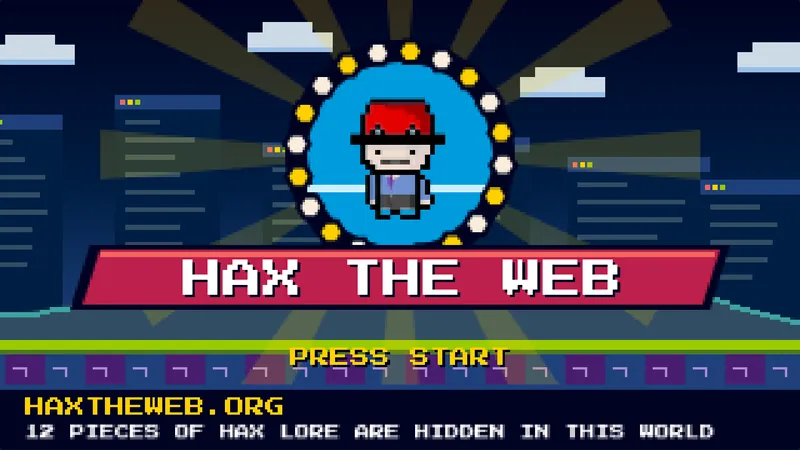 HAX THE WEB
PRESS START
HAXTHEWEB.ORG
12 PIECES OF HAX LORE ARE HIDDEN IN THIS WORLD